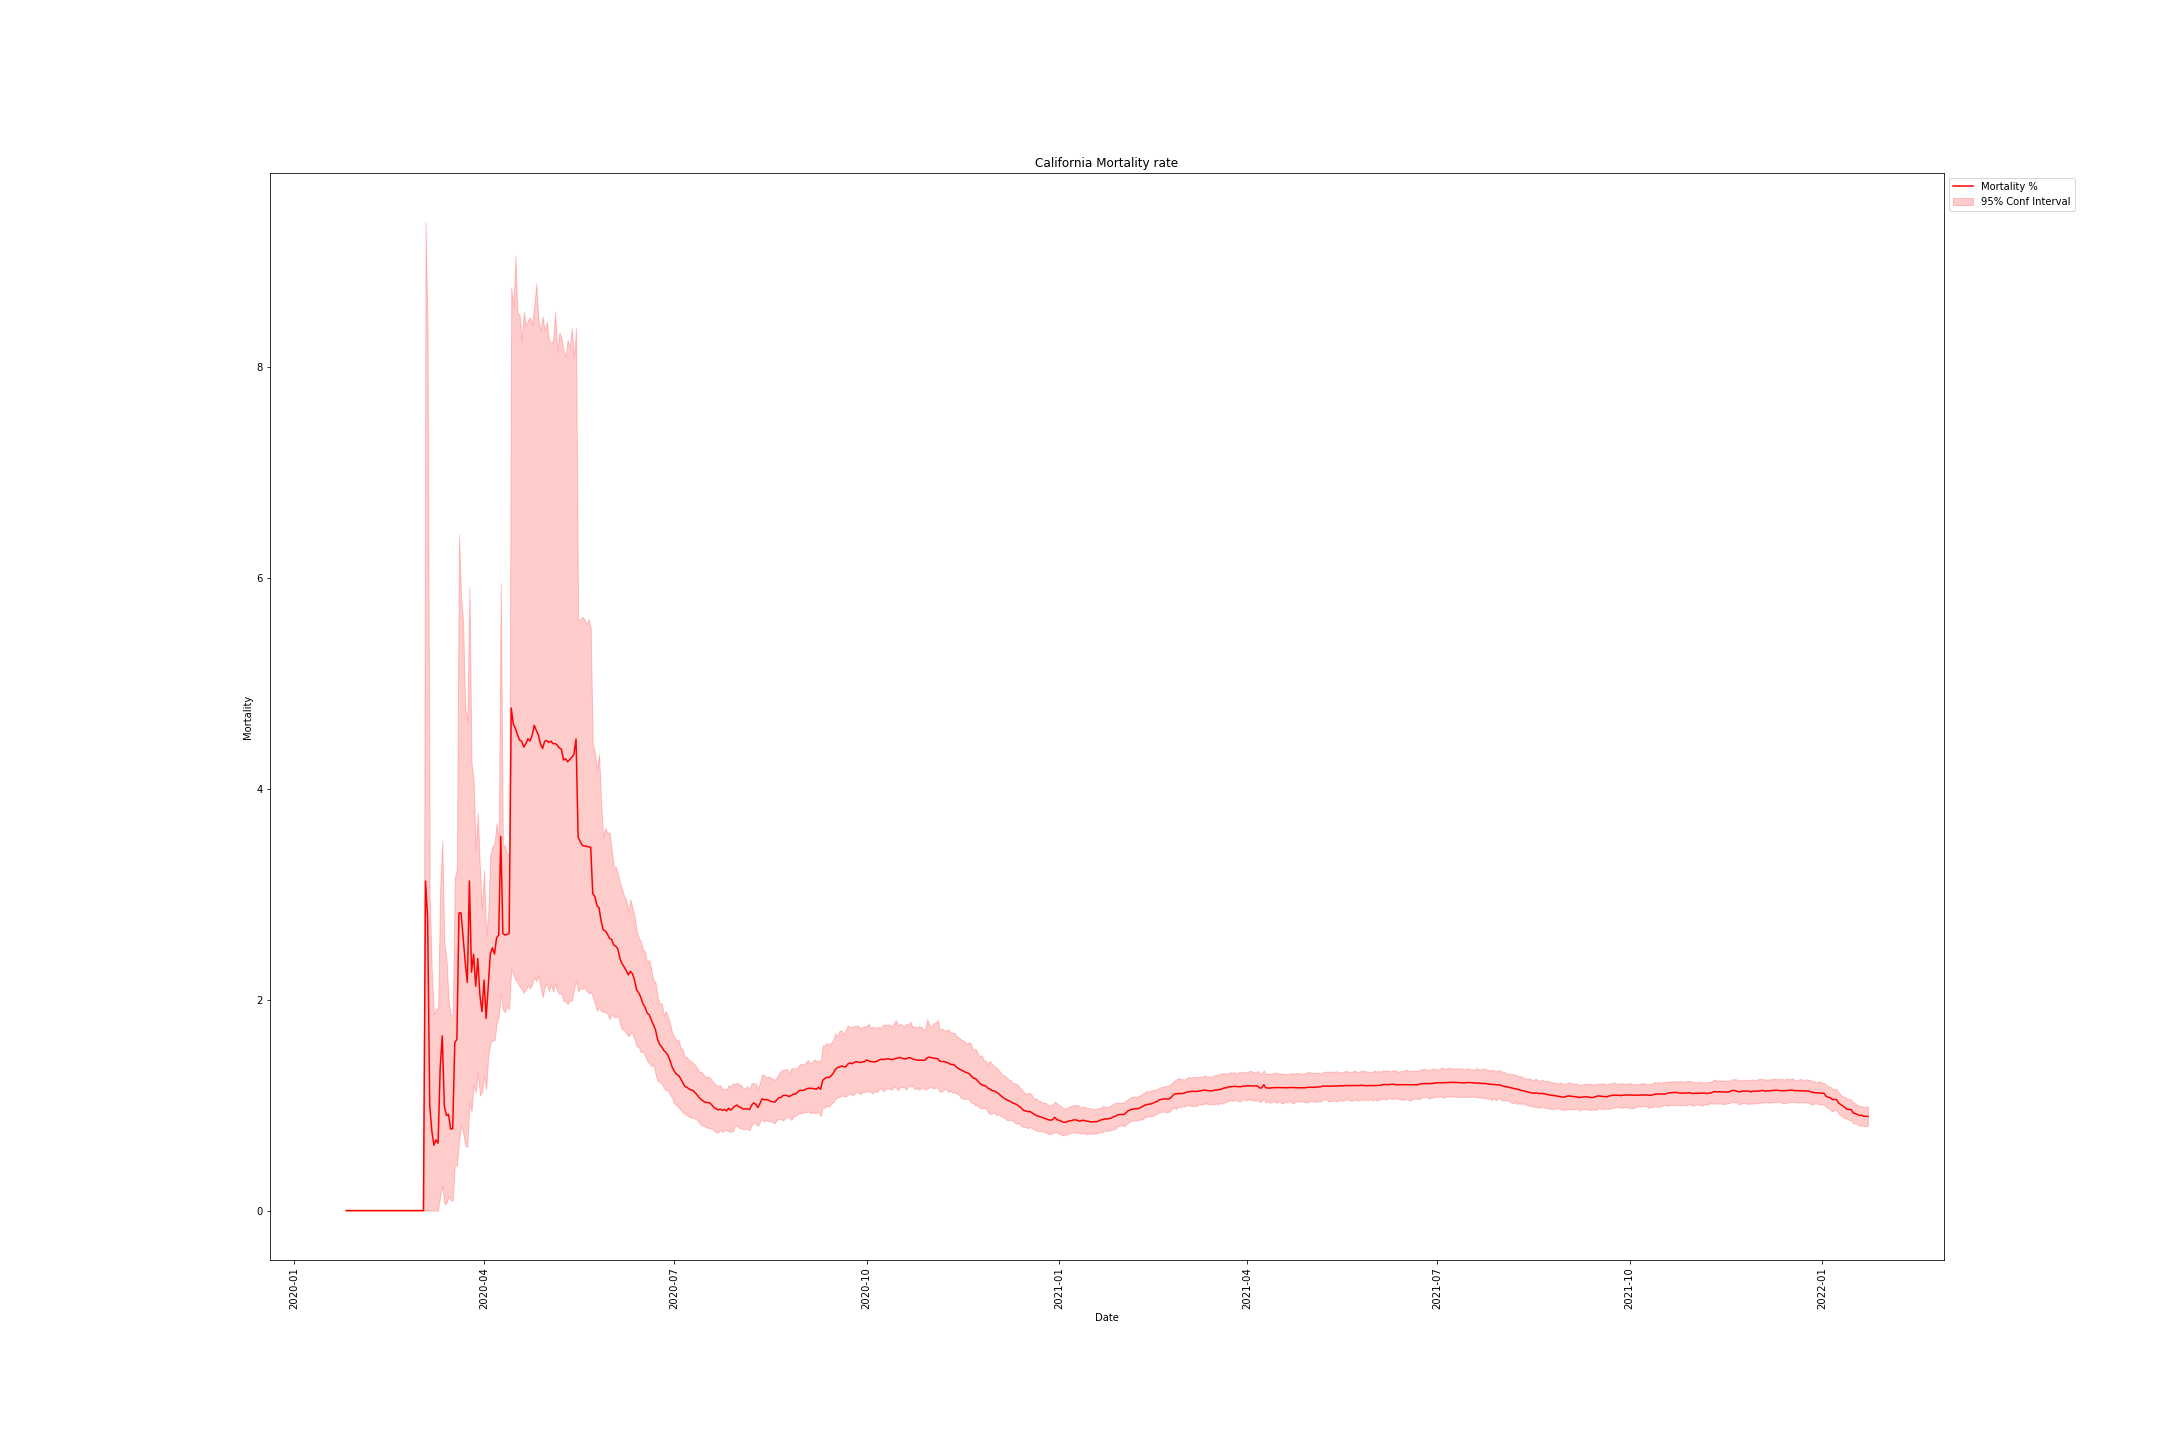 California Mortality rate
Mortality %
95% Conf Interval
8
6
4
2
0
Mortality
2020-01
2020-04
2020-07
2020-10
2021-01
2021-04
2021-07
2021-10
2022-01
Date